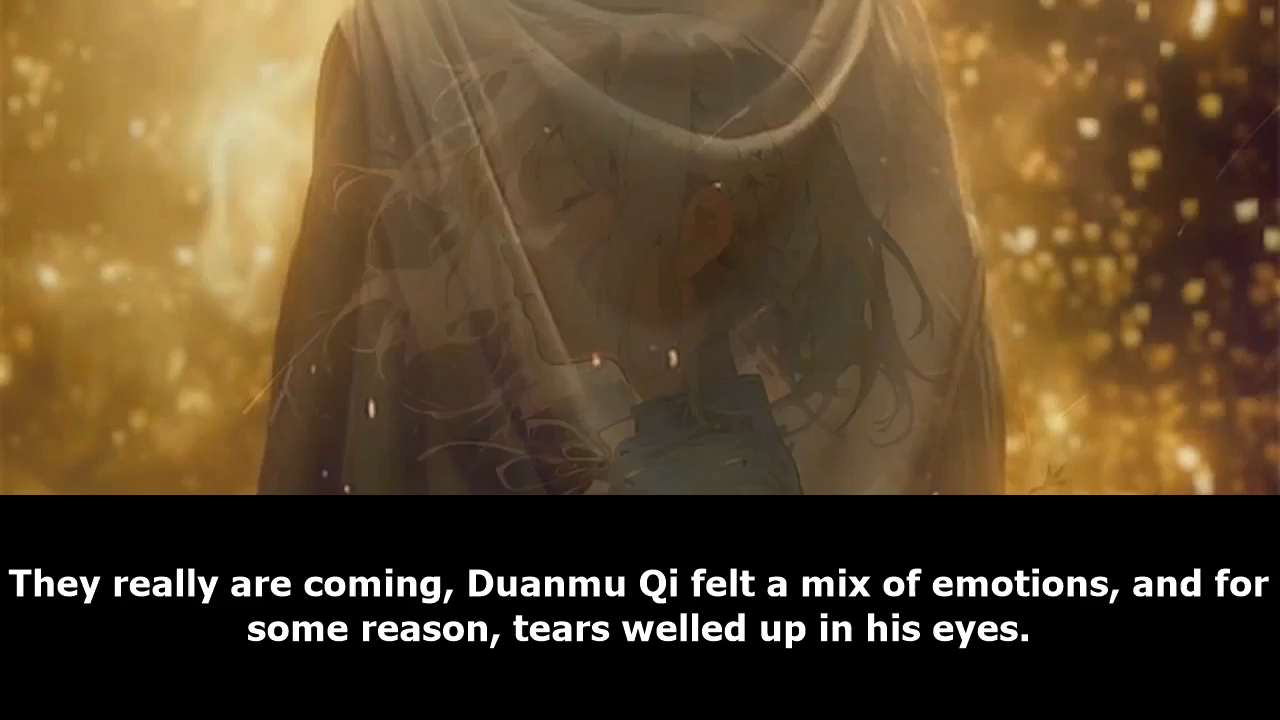 They really are coming, Duanmu Qi felt a mix of emotions, and for
some reason, tears welled up in his eyes.